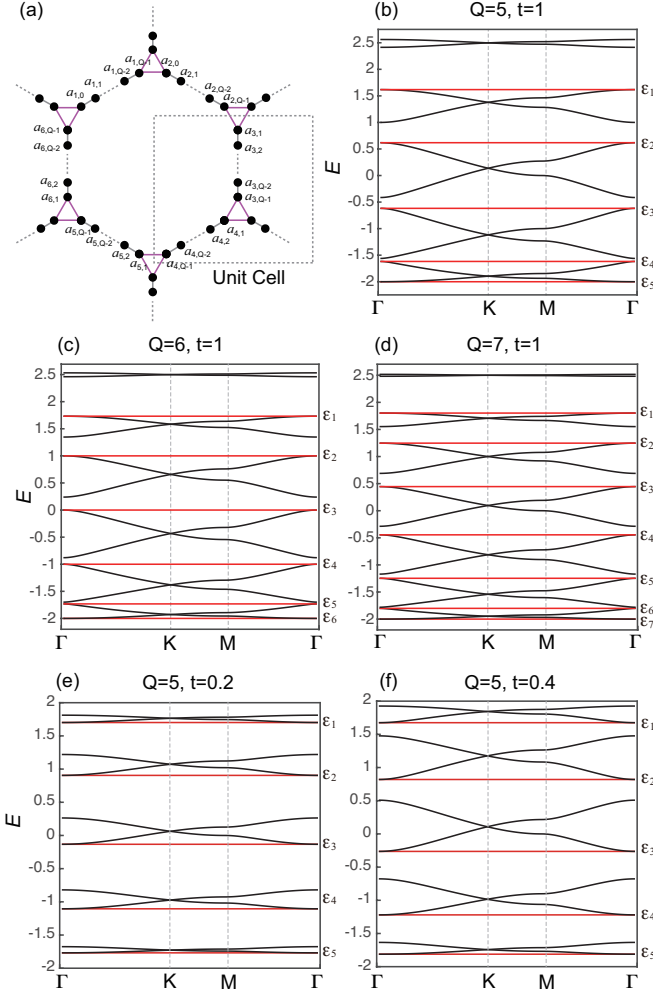 (a)
a1,Q-1
a2,0
a1,Q-2
a2,1
a1,1
a1,0
a2,Q-2
a2,Q-1
a6,Q-1
a3,1
a6,Q-2
a3,2
a6,2
a3,Q-2
a6,1
a3,Q-1
a5,Q-1
a4,1
a5,Q-2
a4,2
a5,2
a4,Q-2
a5,1
a4,Q-1
Unit Cell
(b) Q=5, t=1
2.5
2
1.5
1
0.5
0
-0.5
-1
-1.5
-2
E
ε1
ε2
ε3
ε4
ε5
Γ K M Γ
(c) Q=6, t=1
2.5
2
1.5
1
0.5
0
-0.5
-1
-1.5
-2
E
ε1
ε2
ε3
ε4
ε5
ε6
Γ K M Γ
(d) Q=7, t=1
2.5
2
1.5
1
0.5
0
-0.5
-1
-1.5
-2
ε1
ε2
ε3
ε4
ε5
ε6
ε7
Γ K M Γ
(e) Q=5, t=0.2
2
1.5
1
0.5
0
-0.5
-1
-1.5
-2
E
ε1
ε2
ε3
ε4
ε5
Γ K M Γ
(f) Q=5, t=0.4
2
1.5
1
0.5
0
-0.5
-1
-1.5
-2
ε1
ε2
ε3
ε4
ε5
Γ K M Γ